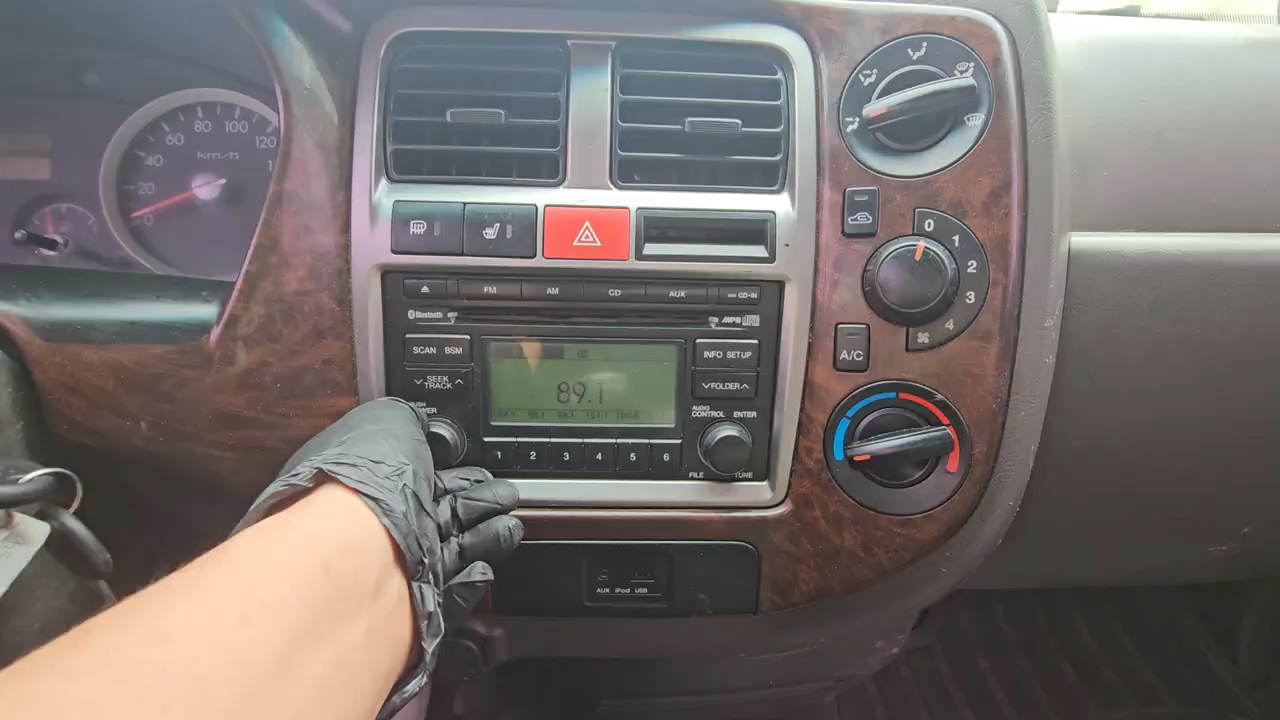 60 80 100
40 km/h 120
20
0
0
1
2
3
4
FM AM CD AUX CD-IN
Bluetooth
MP3
SCAN BSM
INFO SETUP
SEEK
TRACK
FOLDER
89.1
PUSH
AUDIO
CONTROL ENTER
1 2 3 4 5 6
FILE TUNE
A/C
AUX iPod USB